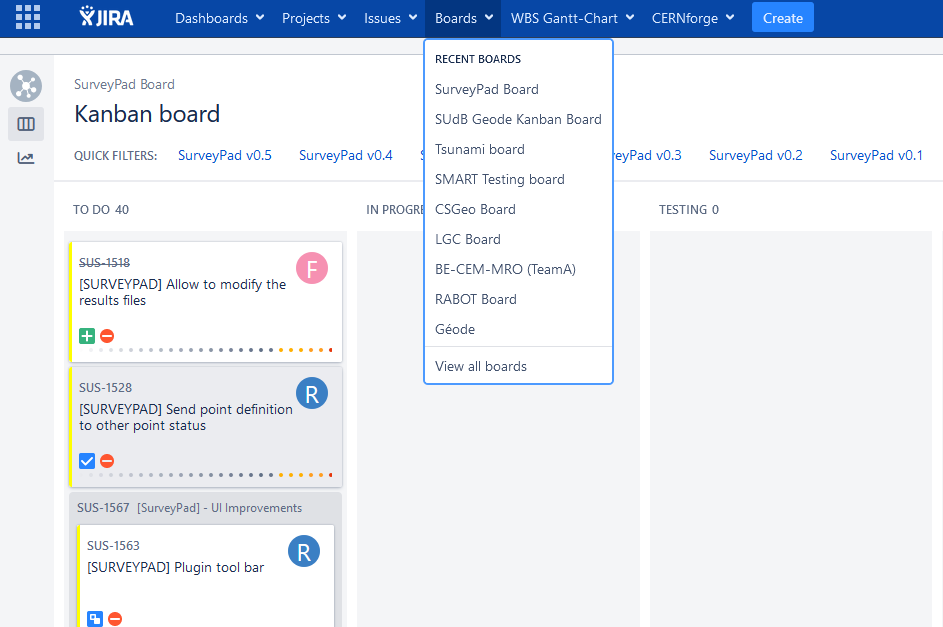 JIRA
Dashboards
Projects
Issues
Boards
WBS Gantt-Chart
CERNforge
Create
RECENT BOARDS
SurveyPad Board
SUdB Geode Kanban Board
Tsunami board
SMART Testing board
CSGeo Board
LGC Board
BE-CEM-MRO (TeamA)
RABOT Board
Géode
View all boards
SurveyPad Board
Kanban board
QUICK FILTERS:
SurveyPad v0.5
SurveyPad v0.4
v0.3
SurveyPad v0.2
SurveyPad v0.1
TO DO 40
IN PROGRE
TESTING 0
SUS-1518
F
[SURVEYPAD] Allow to modify the
results files
SUS-1528
R
[SURVEYPAD] Send point definition
to other point status
SUS-1567 [SurveyPad] - UI Improvements
SUS-1563
R
[SURVEYPAD] Plugin tool bar